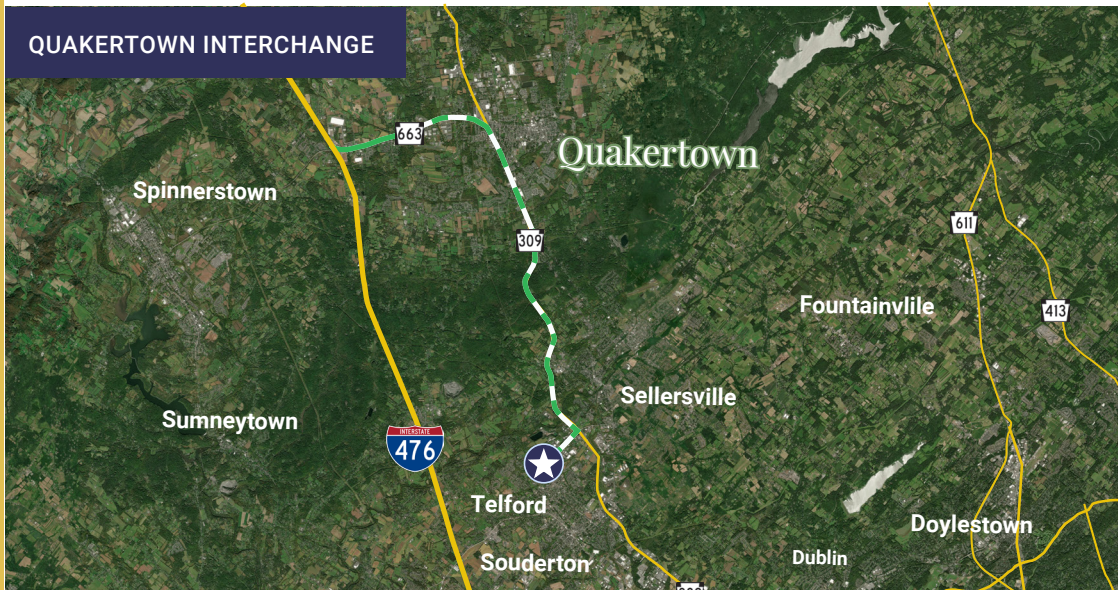 QUAKERTOWN INTERCHANGE
663
Quakertown
Spinnerstown
611
309
Fountainvlile
413
Sellersville
Sumneytown
INTERSTATE
476
Telford
Doylestown
Souderton
Dublin